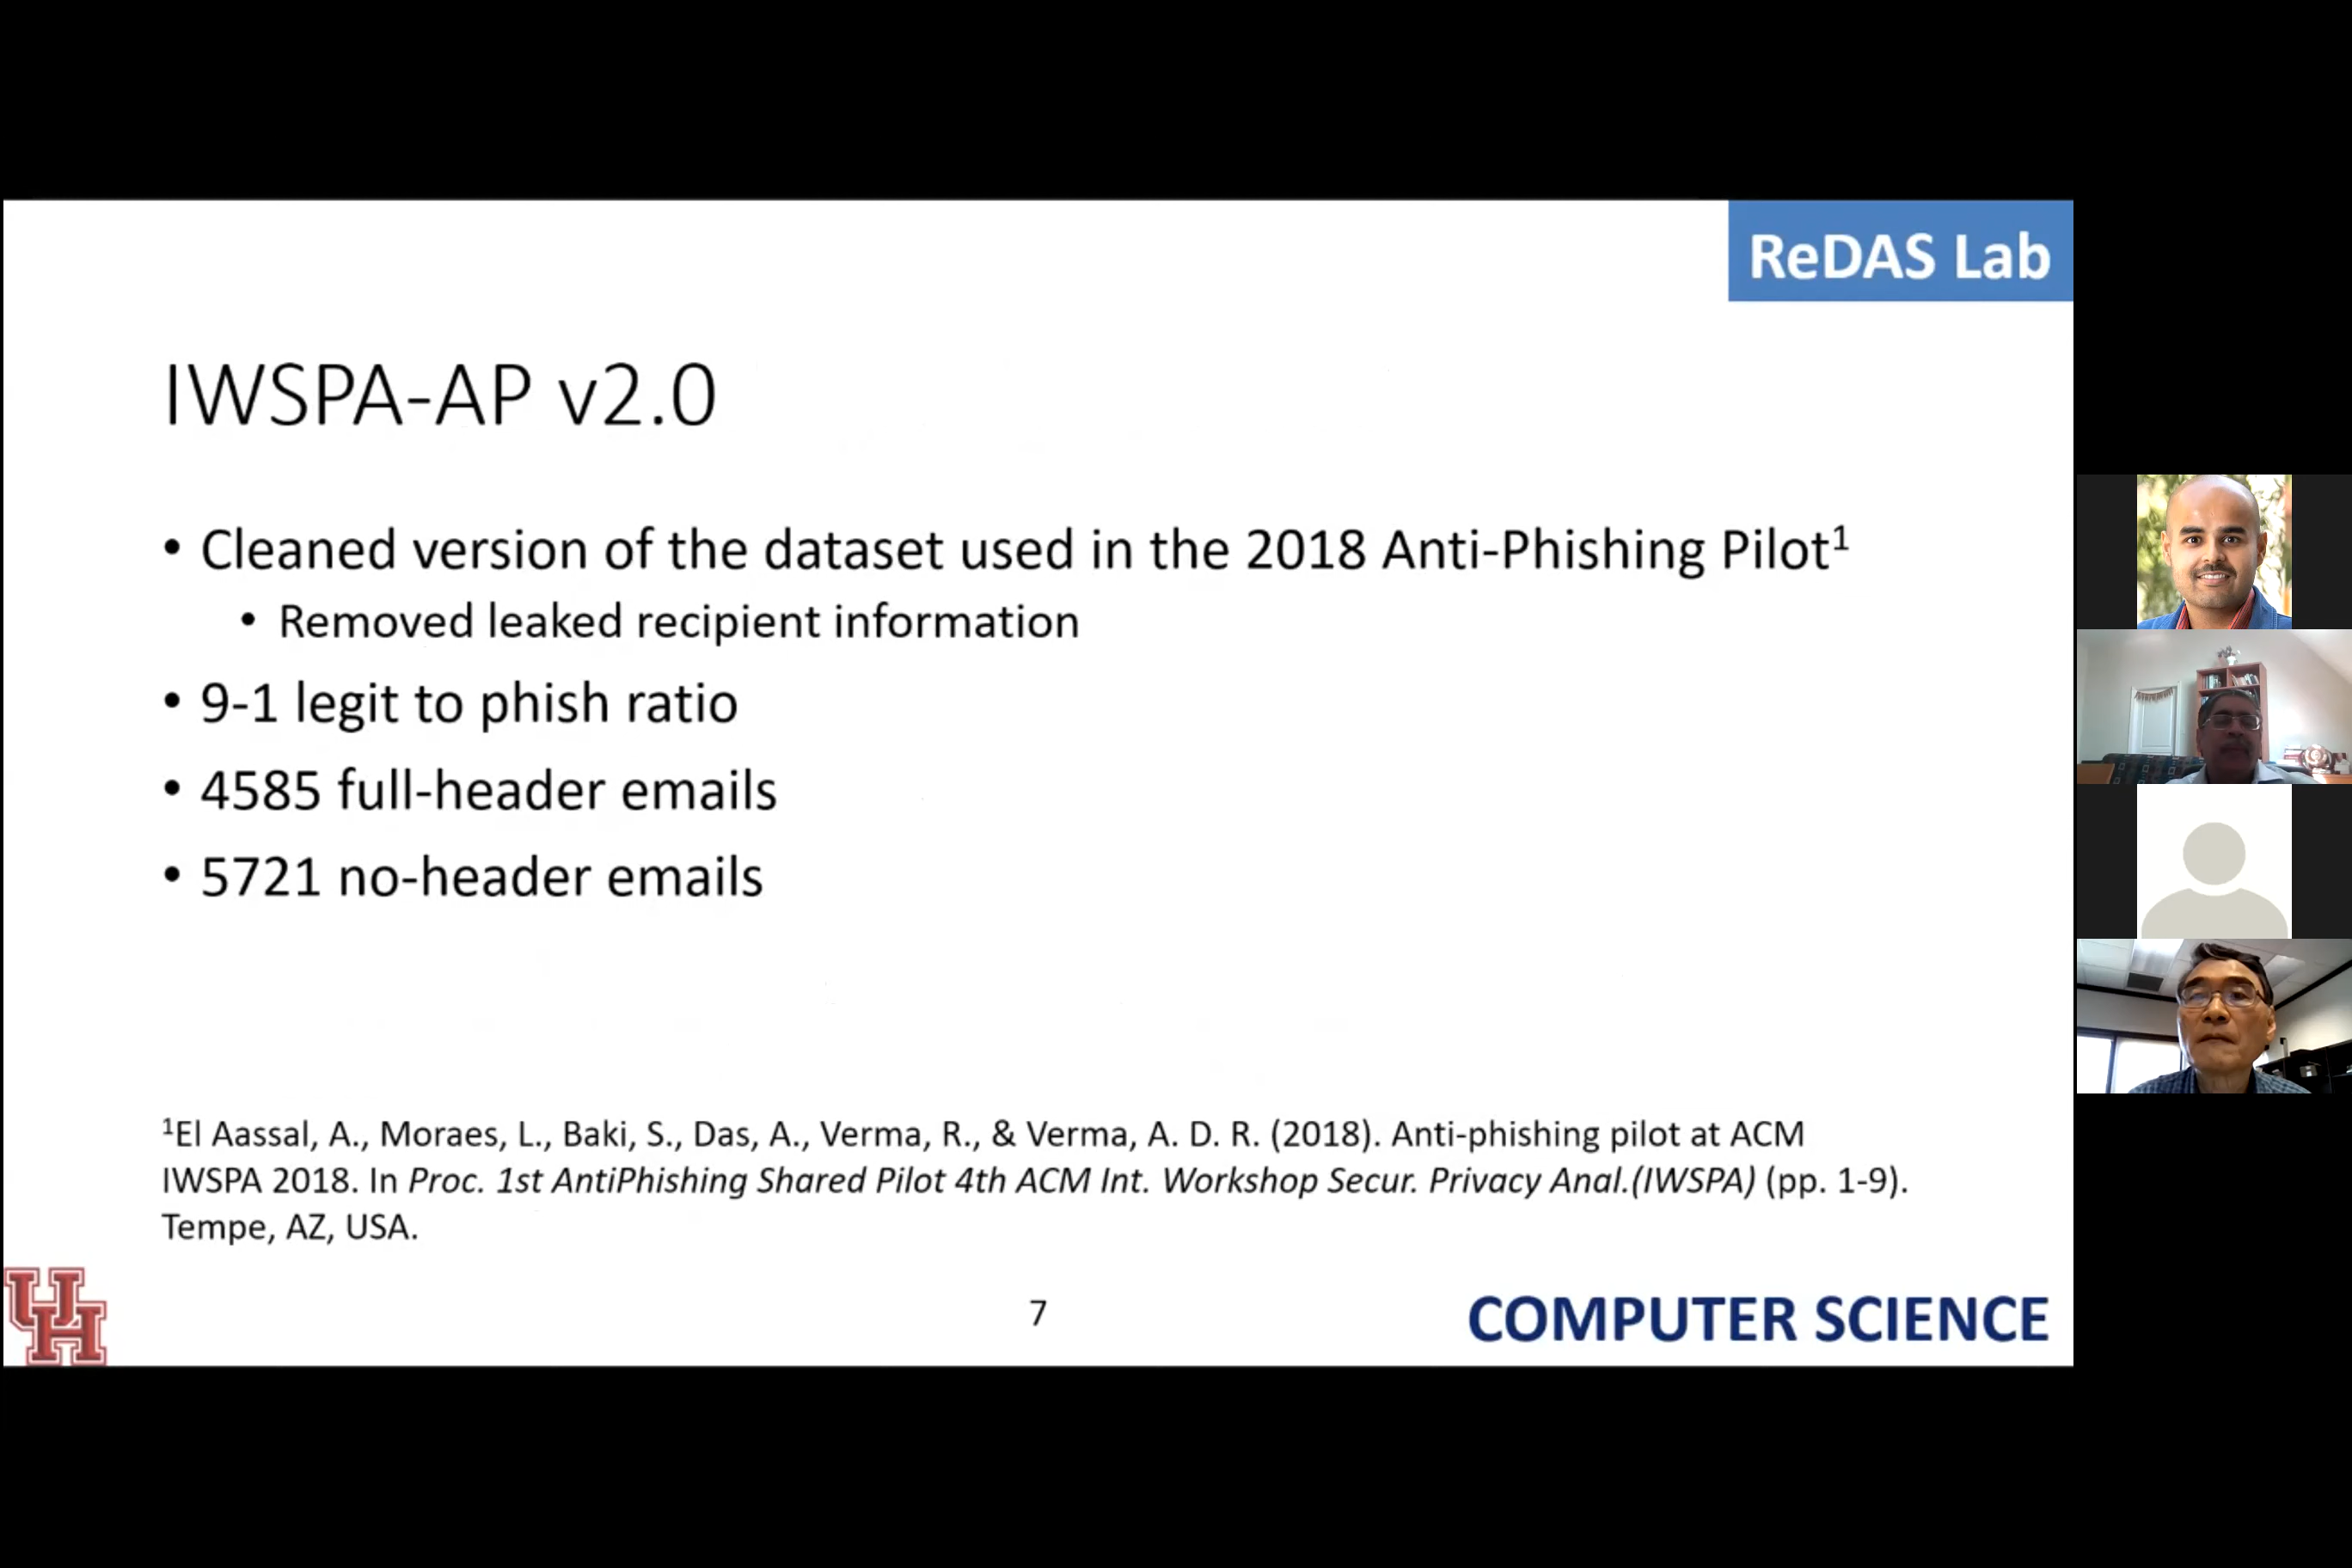 ReDAS Lab
IWSPA-AP v2.0
• Cleaned version of the dataset used in the 2018 Anti-Phishing Pilot¹
• Removed leaked recipient information
• 9-1 legit to phish ratio
• 4585 full-header emails
• 5721 no-header emails
¹El Aassal, A., Moraes, L., Baki, S., Das, A., Verma, R., & Verma, A. D. R. (2018). Anti-phishing pilot at ACM
IWSPA 2018. In Proc. 1st AntiPhishing Shared Pilot 4th ACM Int. Workshop Secur. Privacy Anal.(IWSPA) (pp. 1-9).
Tempe, AZ, USA.
UH
7
COMPUTER SCIENCE